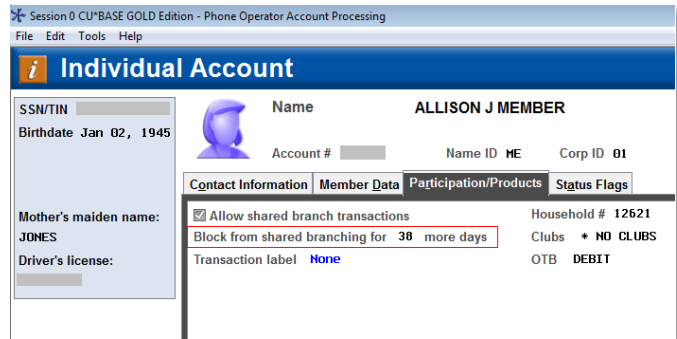 Session 0 CU*BASE GOLD Edition - Phone Operator Account Processing
File Edit Tools Help
i Individual Account
SSN/TIN
Birthdate Jan 02, 1945
Mother's maiden name:
JONES
Driver's license:
Name ALLISON J MEMBER
Account # Name ID ME Corp ID 01
Contact Information Member Data Participation/Products Status Flags
Allow shared branch transactions Household # 12621
Block from shared branching for 38 more days Clubs * NO CLUBS
Transaction label None OTB DEBIT